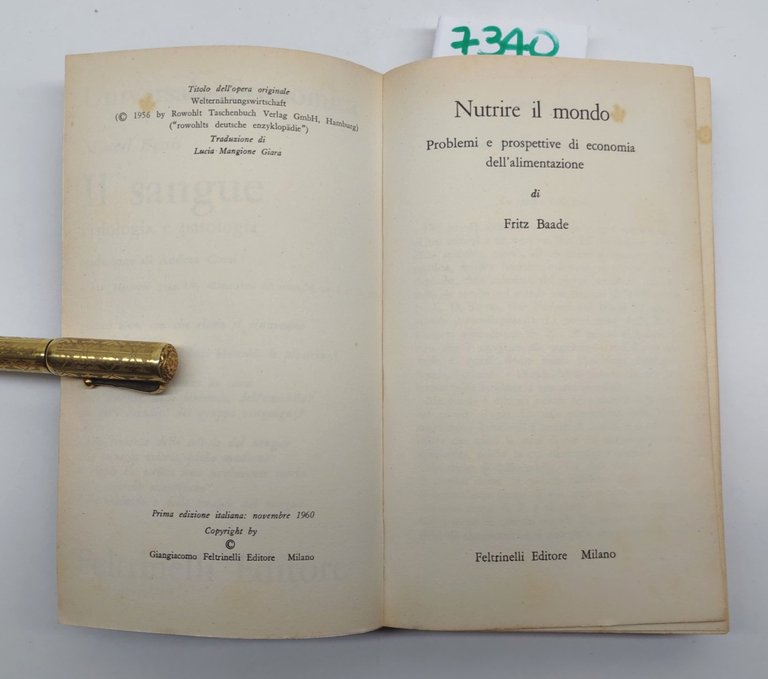 7340
Titolo dell'opera originale
Welternährungswirtschaft
(© 1956 by Rowohlt Taschenbuch Verlag GmbH, Hamburg)
("rowohlts deutsche enzyklopädie")
Traduzione di
Lucia Mangione Giara
Il sangue
Prima edizione italiana: novembre 1960
Copyright by
©
Giangiacomo Feltrinelli Editore Milano
Nutrire il mondo
Problemi e prospettive di economia
dell'alimentazione
di
Fritz Baade
Feltrinelli Editore Milano